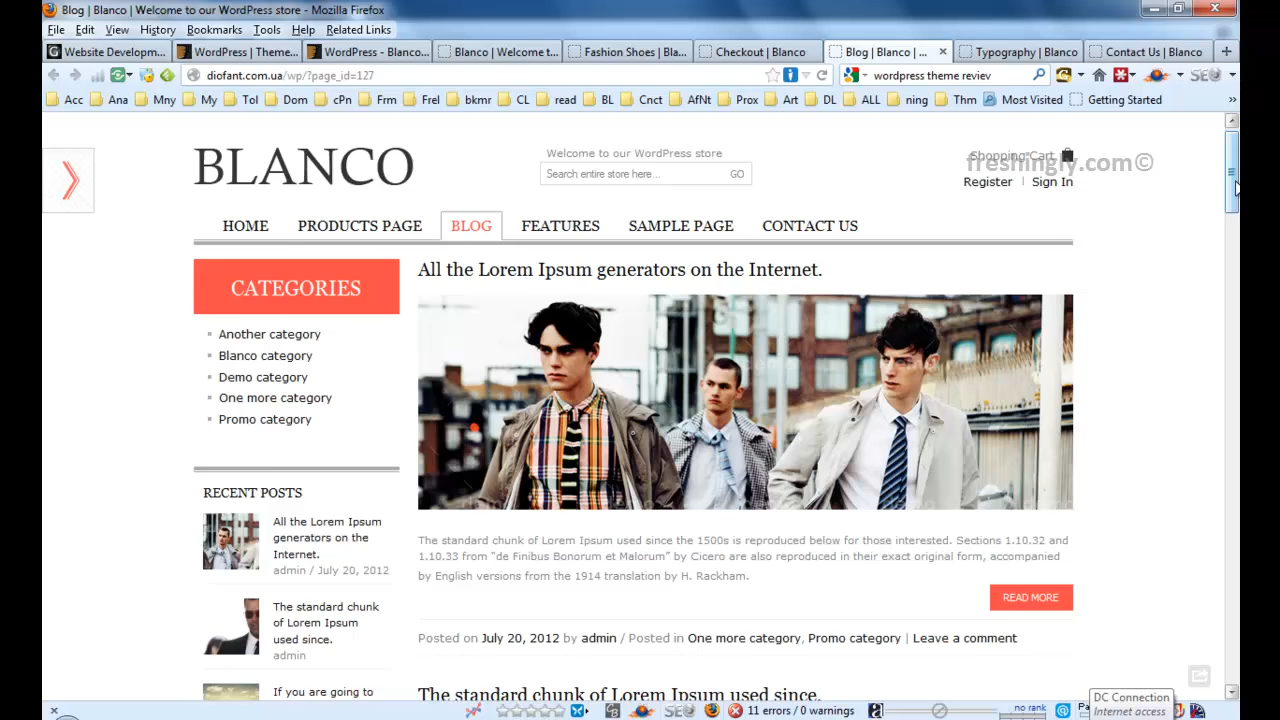 Blog | Blanco | Welcome to our WordPress store - Mozilla Firefox
File Edit View History Bookmarks Tools Help Related Links
Website Developm... WordPress | Theme... WordPress - Blanco... Blanco | Welcome t... Fashion Shoes | Bla... Checkout | Blanco Blog | Blanco | ... Typography | Blanco Contact Us | Blanco
diofant.com.ua/wp/?page_id=127 wordpress theme reviev
Acc Ana Mny My Tol Dom cPn Frm Frel bkmr CL read BL Cnct AfNt Prox Art DL ALL ning Thm Most Visited Getting Started
BLANCO
Welcome to our WordPress store
Search entire store here... GO
Shopping Cart
freshingly.com©
Register | Sign In
HOME PRODUCTS PAGE BLOG FEATURES SAMPLE PAGE CONTACT US
CATEGORIES
Another category
Blanco category
Demo category
One more category
Promo category
RECENT POSTS
All the Lorem Ipsum
generators on the
Internet.
admin / July 20, 2012
The standard chunk
of Lorem Ipsum
used since.
admin
If you are going to
All the Lorem Ipsum generators on the Internet.
The standard chunk of Lorem Ipsum used since the 1500s is reproduced below for those interested. Sections 1.10.32 and
1.10.33 from "de Finibus Bonorum et Malorum" by Cicero are also reproduced in their exact original form, accompanied
by English versions from the 1914 translation by H. Rackham.
READ MORE
Posted on July 20, 2012 by admin / Posted in One more category, Promo category | Leave a comment
The standard chunk of Lorem Ipsum used since.
DC Connection
Internet access
SEO 11 errors / 0 warnings no rank